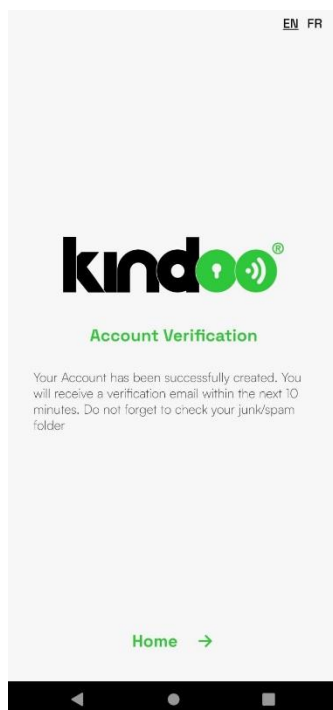 EN FR
kindoo®
Account Verification
Your Account has been successfully created. You
will receive a verification email within the next 10
minutes. Do not forget to check your junk/spam
folder
Home →